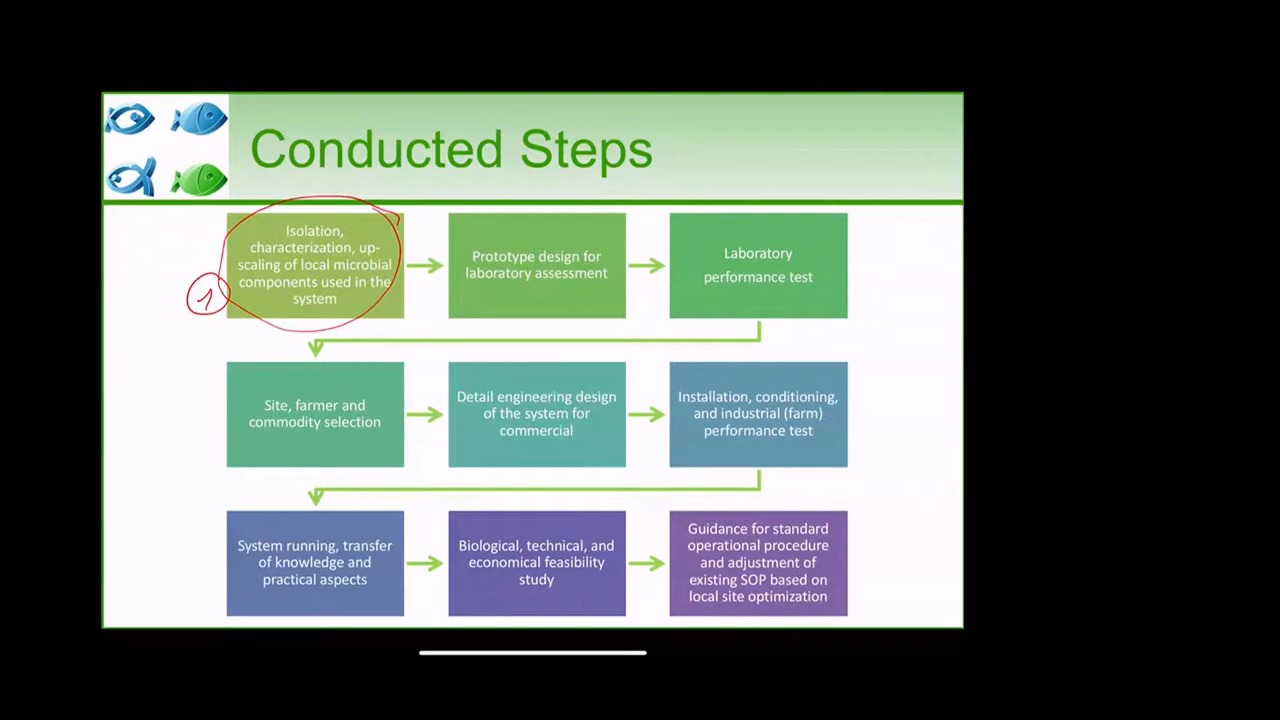 Conducted Steps
Isolation,
characterization, up-
scaling of local microbial
components used in the
system
1
Prototype design for
laboratory assessment
Laboratory
performance test
Site, farmer and
commodity selection
Detail engineering design
of the system for
commercial
Installation, conditioning,
and industrial (farm)
performance test
System running, transfer
of knowledge and
practical aspects
Biological, technical, and
economical feasibility
study
Guidance for standard
operational procedure
and adjustment of
existing SOP based on
local site optimization